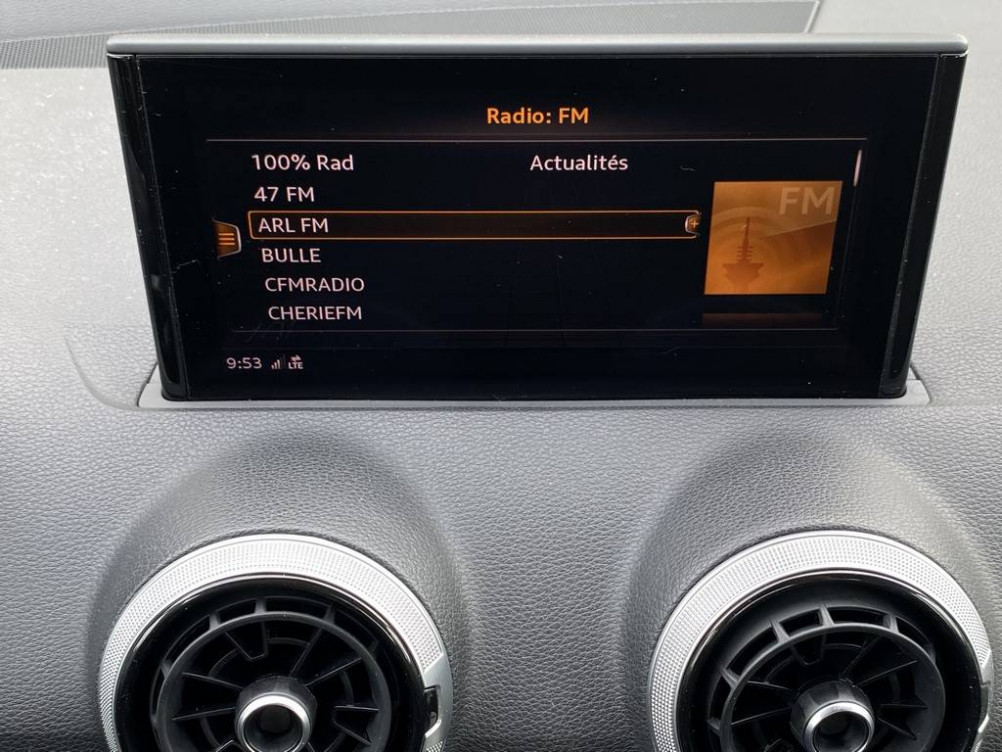 Radio: FM
100% Rad Actualités
47 FM
ARL FM
BULLE
CFMRADIO
CHERIEFM
FM
9:53 LTE